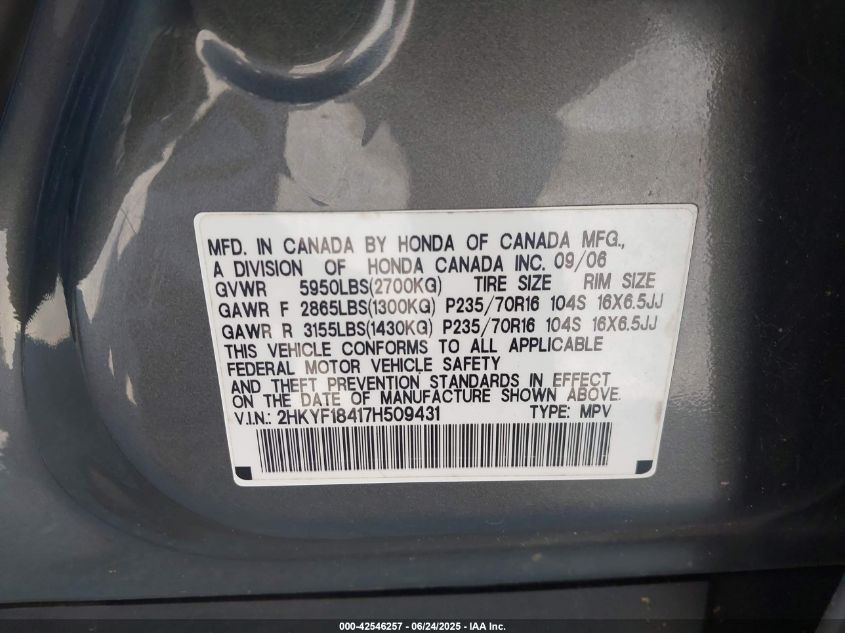 MFD. IN CANADA BY HONDA OF CANADA MFG.,
A DIVISION OF HONDA CANADA INC. 09/06
GVWR 5950LBS(2700KG) TIRE SIZE RIM SIZE
GAWR F 2865LBS(1300KG) P235/70R16 104S 16X6.5JJ
GAWR R 3155LBS(1430KG) P235/70R16 104S 16X6.5JJ
THIS VEHICLE CONFORMS TO ALL APPLICABLE
FEDERAL MOTOR VEHICLE SAFETY
AND THEFT PREVENTION STANDARDS IN EFFECT
ON THE DATE OF MANUFACTURE SHOWN ABOVE.
V.I.N.: 2HKYF18417H509431 TYPE: MPV
000-42546257 - 06/24/2025 - IAA Inc.